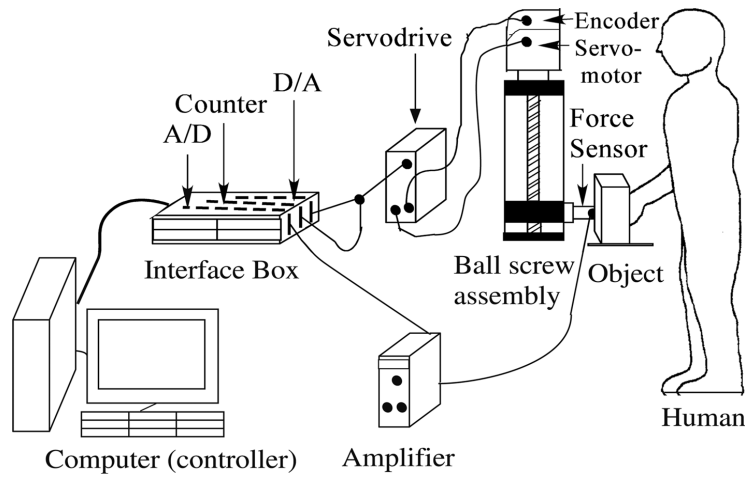 Encoder
Servo-
motor
Servodrive
D/A
Counter
A/D
Force
Sensor
Interface Box
Ball screw
assembly
Object
Human
Computer (controller)
Amplifier